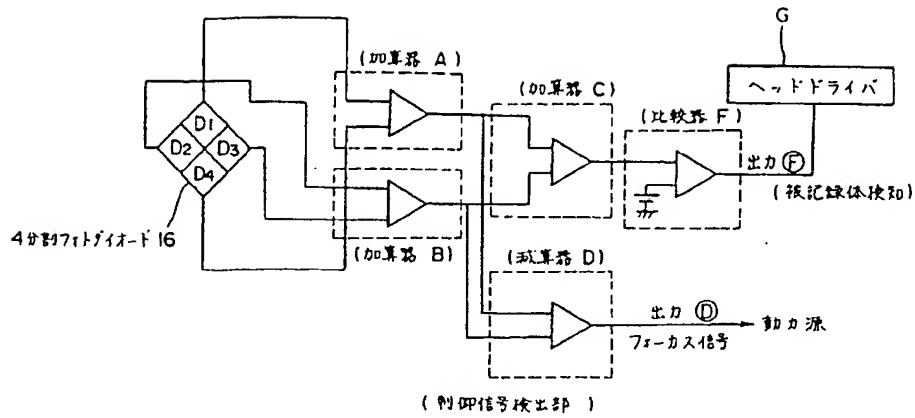 G
ヘッドドライバ
(加算器 A)
(加算器 C)
(比較器 F)
D1
D2
D3
D4
出力 Ⓕ
(被記録体検知)
4分割フォトダイオード 16
(加算器 B)
(減算器 D)
出力 Ⓓ
フォーカス信号
動力源
(制御信号検出部)